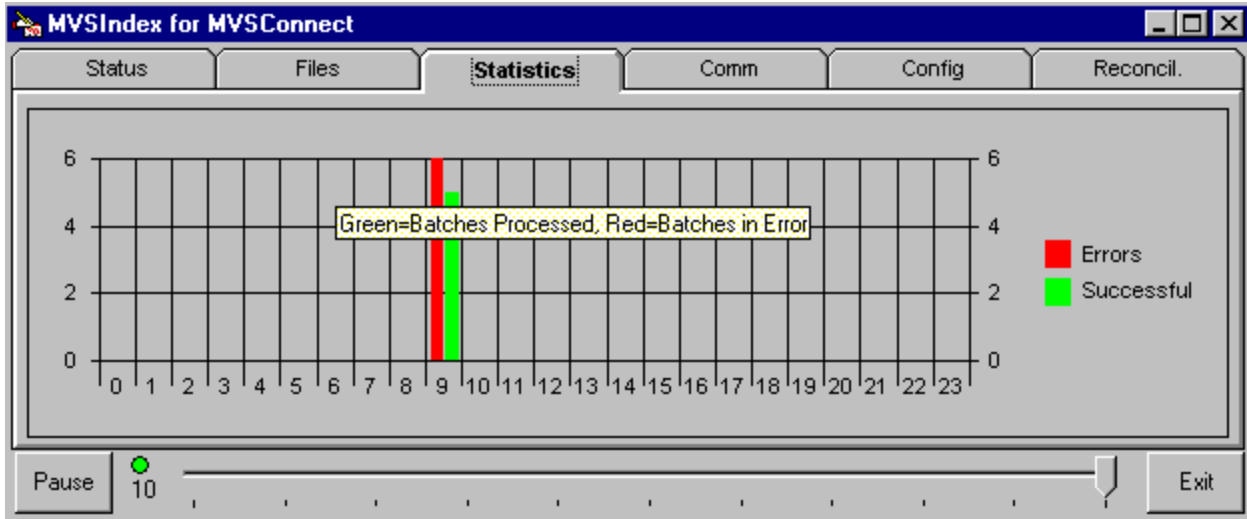 MVSIndex for MVSConnect
Status Files Statistics Comm Config Reconcil.
6 6
Green=Batches Processed, Red=Batches in Error
4 4
Errors
2 2
Successful
0 0
0 1 2 3 4 5 6 7 8 9 10 11 12 13 14 15 16 17 18 19 20 21 22 23
Pause 10 Exit